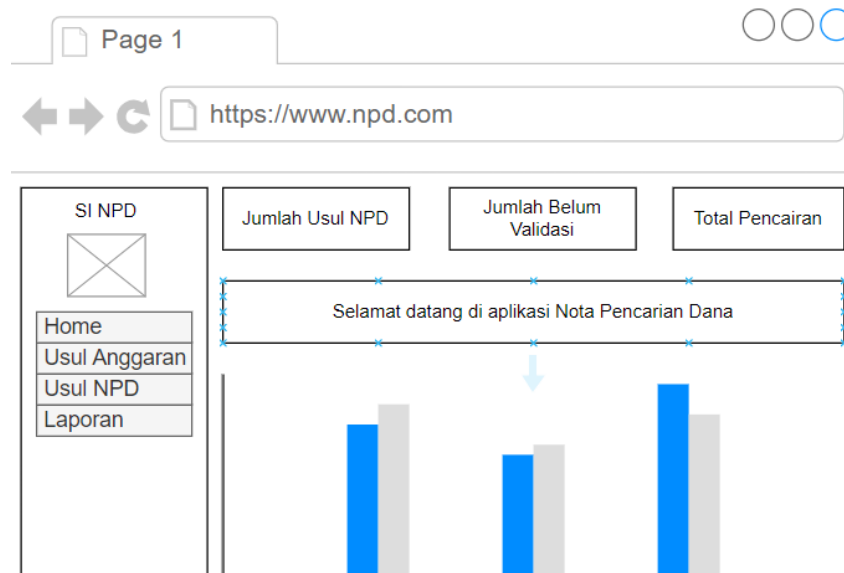 Page 1
https://www.npd.com
SI NPD
Home
Usul Anggaran
Usul NPD
Laporan
Jumlah Usul NPD
Jumlah Belum
Validasi
Total Pencairan
Selamat datang di aplikasi Nota Pencarian Dana